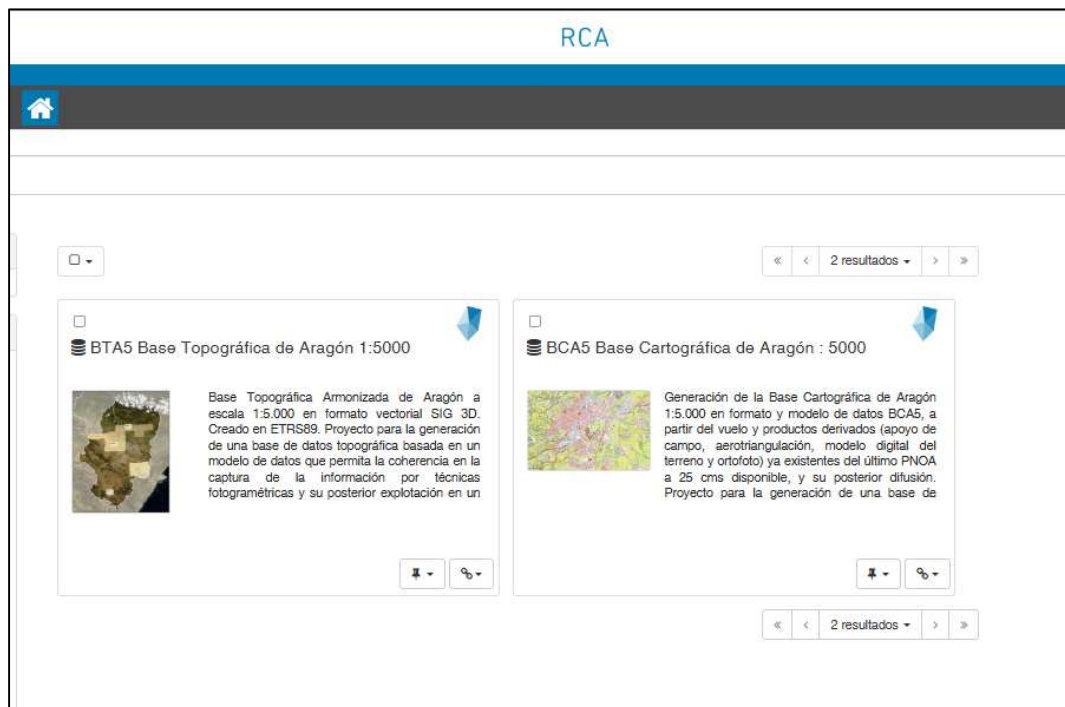 RCA
2 resultados
BTA5 Base Topográfica de Aragón 1:5000
Base Topográfica Armonizada de Aragón a
escala 1:5.000 en formato vectorial SIG 3D.
Creado en ETRS89. Proyecto para la generación
de una base de datos topográfica basada en un
modelo de datos que permita la coherencia en la
captura de la información por técnicas
fotogramétricas y su posterior explotación en un
BCA5 Base Cartográfica de Aragón : 5000
Generación de la Base Cartográfica de Aragón
1:5.000 en formato y modelo de datos BCA5, a
partir del vuelo y productos derivados (apoyo de
campo, aerotriangulación, modelo digital del
terreno y ortofoto) ya existentes del último PNOA
a 25 cms disponible, y su posterior difusión.
Proyecto para la generación de una base de
2 resultados